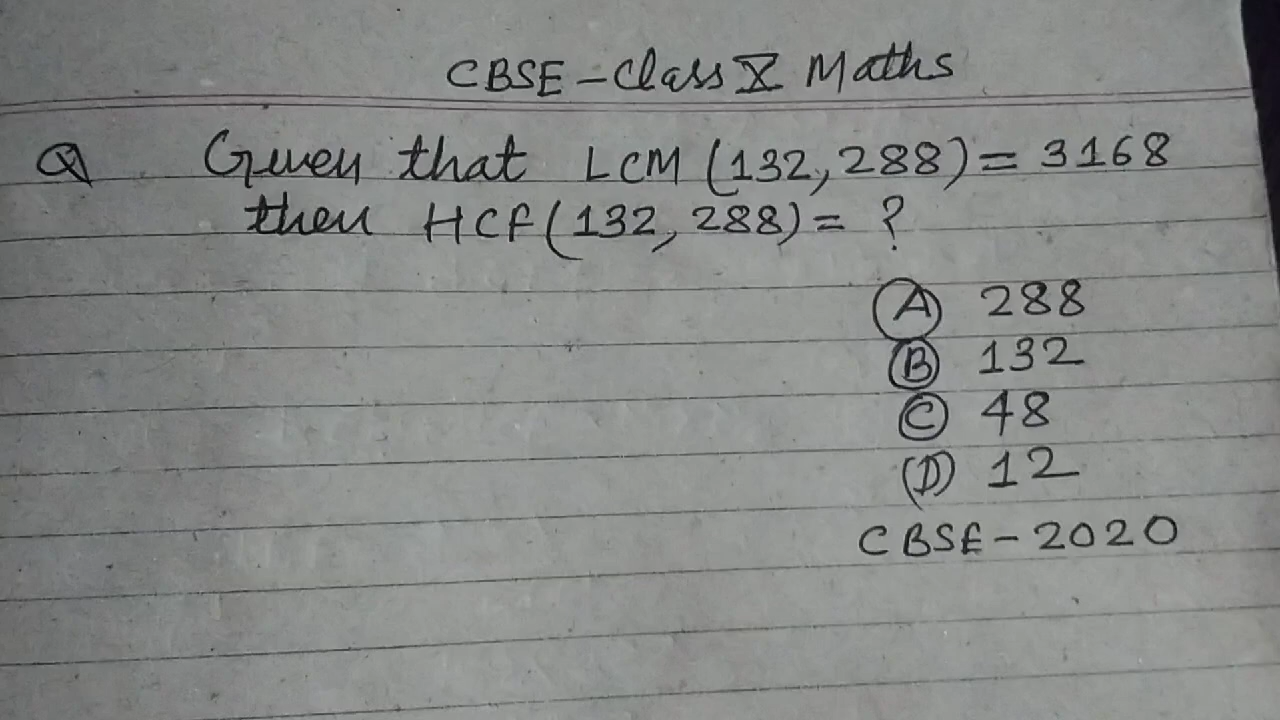 CBSE - Class X Maths
Q Given that LCM (132, 288) = 3168
then HCF (132, 288) = ?
(A) 288
(B) 132
(C) 48
(D) 12
CBSE - 2020